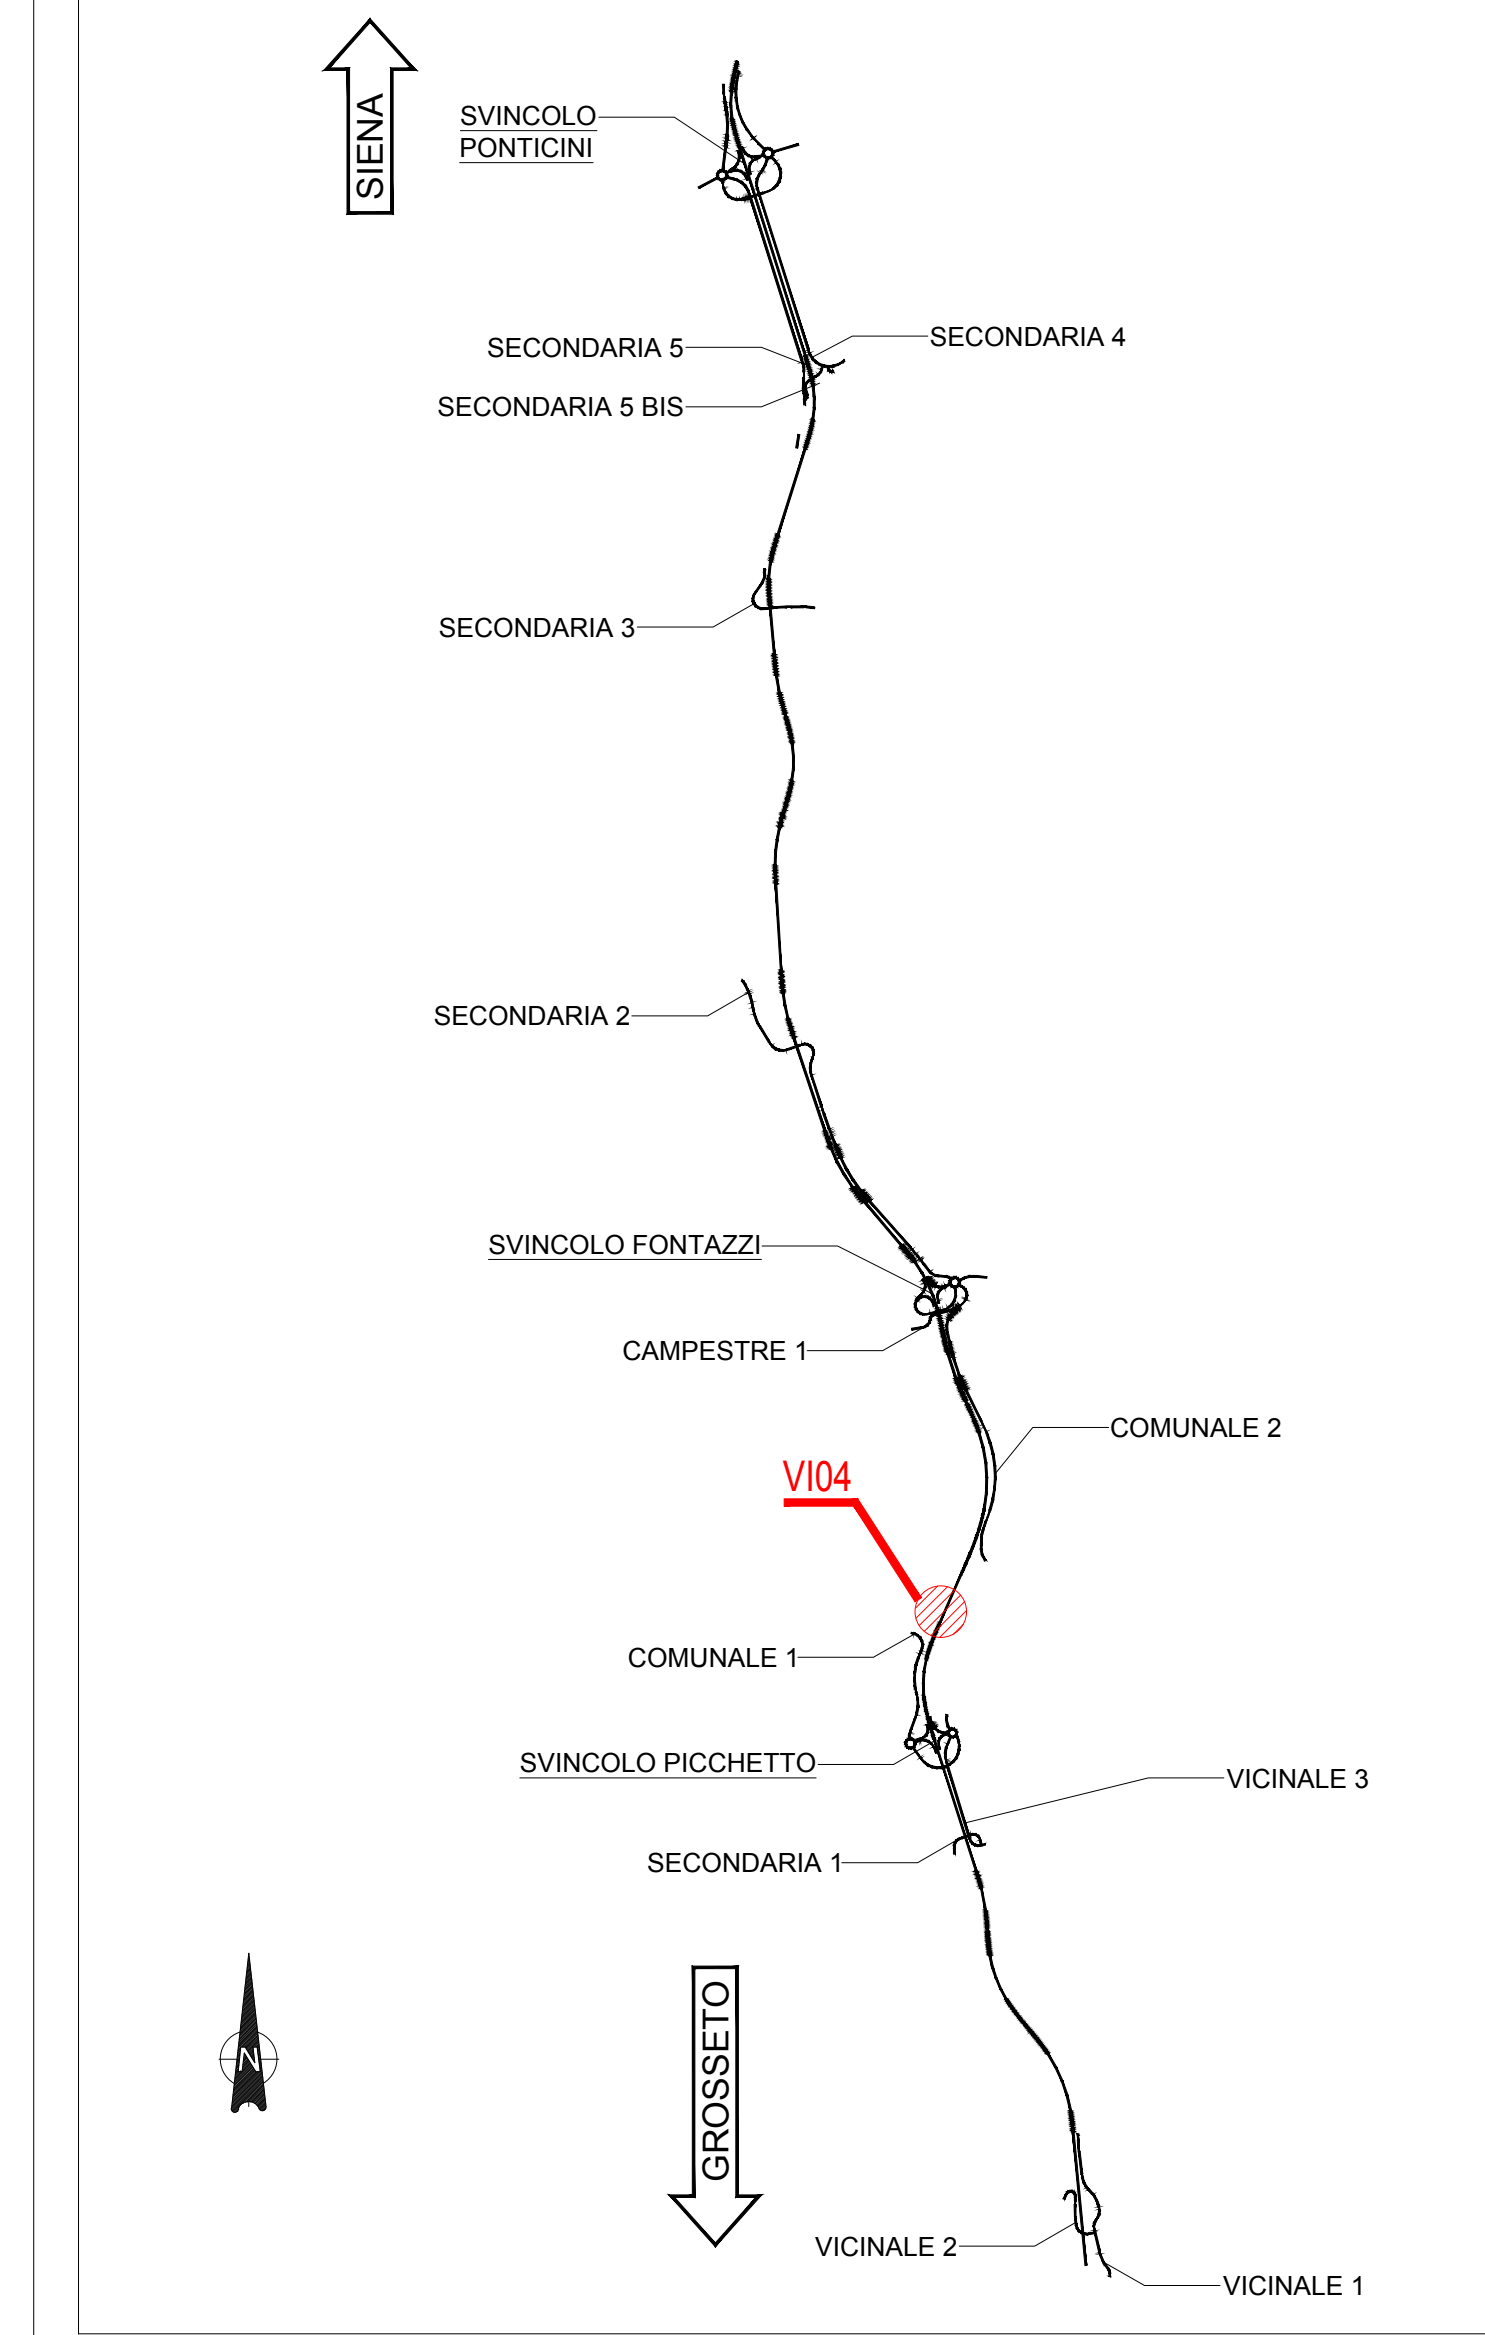 SIENA
SVINCOLO
PONTICINI
SECONDARIA 4
SECONDARIA 5
SECONDARIA 5 BIS
SECONDARIA 3
SECONDARIA 2
SVINCOLO FONTAZZI
CAMPESTRE 1
COMUNALE 2
VI04
COMUNALE 1
SVINCOLO PICCHETTO
VICINALE 3
SECONDARIA 1
GROSSETO
N
VICINALE 2
VICINALE 1